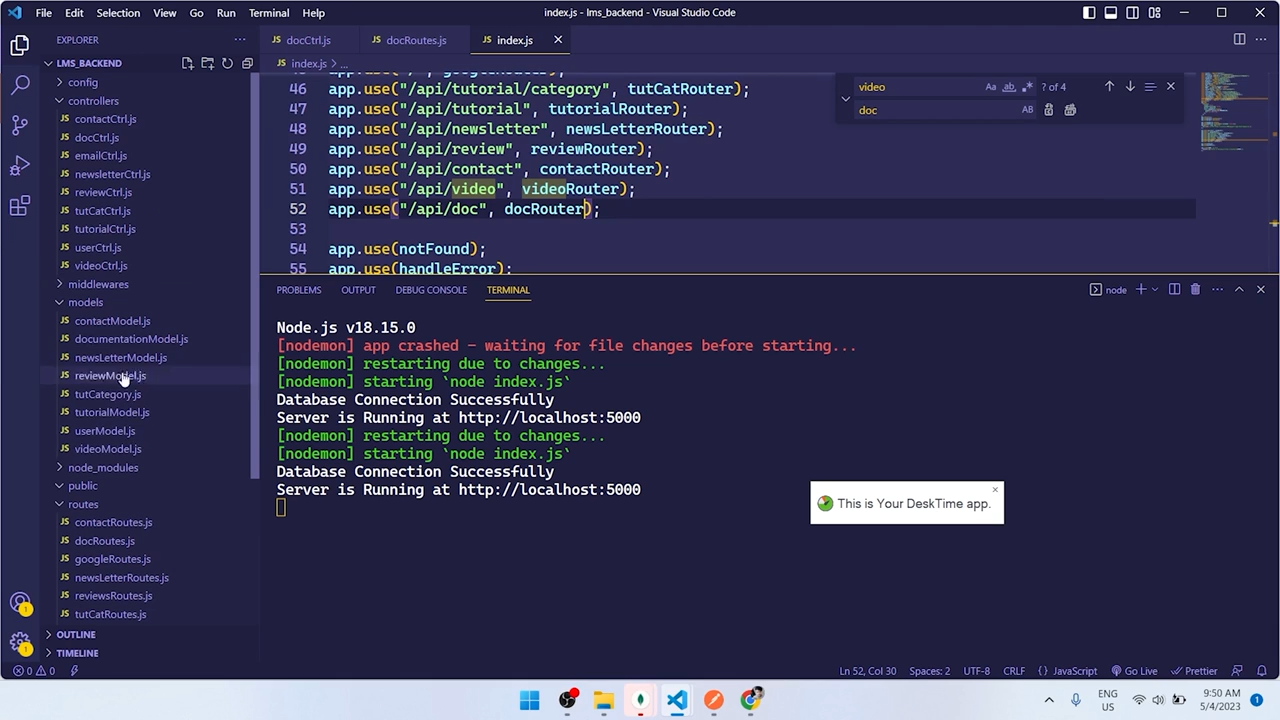 File Edit Selection View Go Run Terminal Help
index.js - lms_backend - Visual Studio Code
EXPLORER
LMS_BACKEND
config
controllers
contactCtrl.js
docCtrl.js
emailCtrl.js
newsletterCtrl.js
reviewCtrl.js
tutCatCtrl.js
tutorialCtrl.js
userCtrl.js
videoCtrl.js
middlewares
models
contactModel.js
documentationModel.js
newsLetterModel.js
reviewModel.js
tutCategory.js
tutorialModel.js
userModel.js
videoModel.js
node_modules
public
routes
contactRoutes.js
docRoutes.js
googleRoutes.js
newsLetterRoutes.js
reviewsRoutes.js
tutCatRoutes.js
OUTLINE
TIMELINE
docCtrl.js docRoutes.js index.js
index.js > ...
46 app.use("/api/tutorial/category", tutCatRouter);
47 app.use("/api/tutorial", tutorialRouter);
48 app.use("/api/newsletter", newsLetterRouter);
49 app.use("/api/review", reviewRouter);
50 app.use("/api/contact", contactRouter);
51 app.use("/api/video", videoRouter);
52 app.use("/api/doc", docRouter);
53
54 app.use(notFound);
55 app.use(handleError);
video Aa ab ? of 4
doc AB
PROBLEMS OUTPUT DEBUG CONSOLE TERMINAL
node
Node.js v18.15.0
[nodemon] app crashed - waiting for file changes before starting...
[nodemon] restarting due to changes...
[nodemon] starting `node index.js`
Database Connection Successfully
Server is Running at http://localhost:5000
[nodemon] restarting due to changes...
[nodemon] starting `node index.js`
Database Connection Successfully
Server is Running at http://localhost:5000
This is Your DeskTime app.
0 0 Ln 52, Col 30 Spaces: 2 UTF-8 CRLF JavaScript Go Live Prettier
ENG
US
9:50 AM
5/4/2023